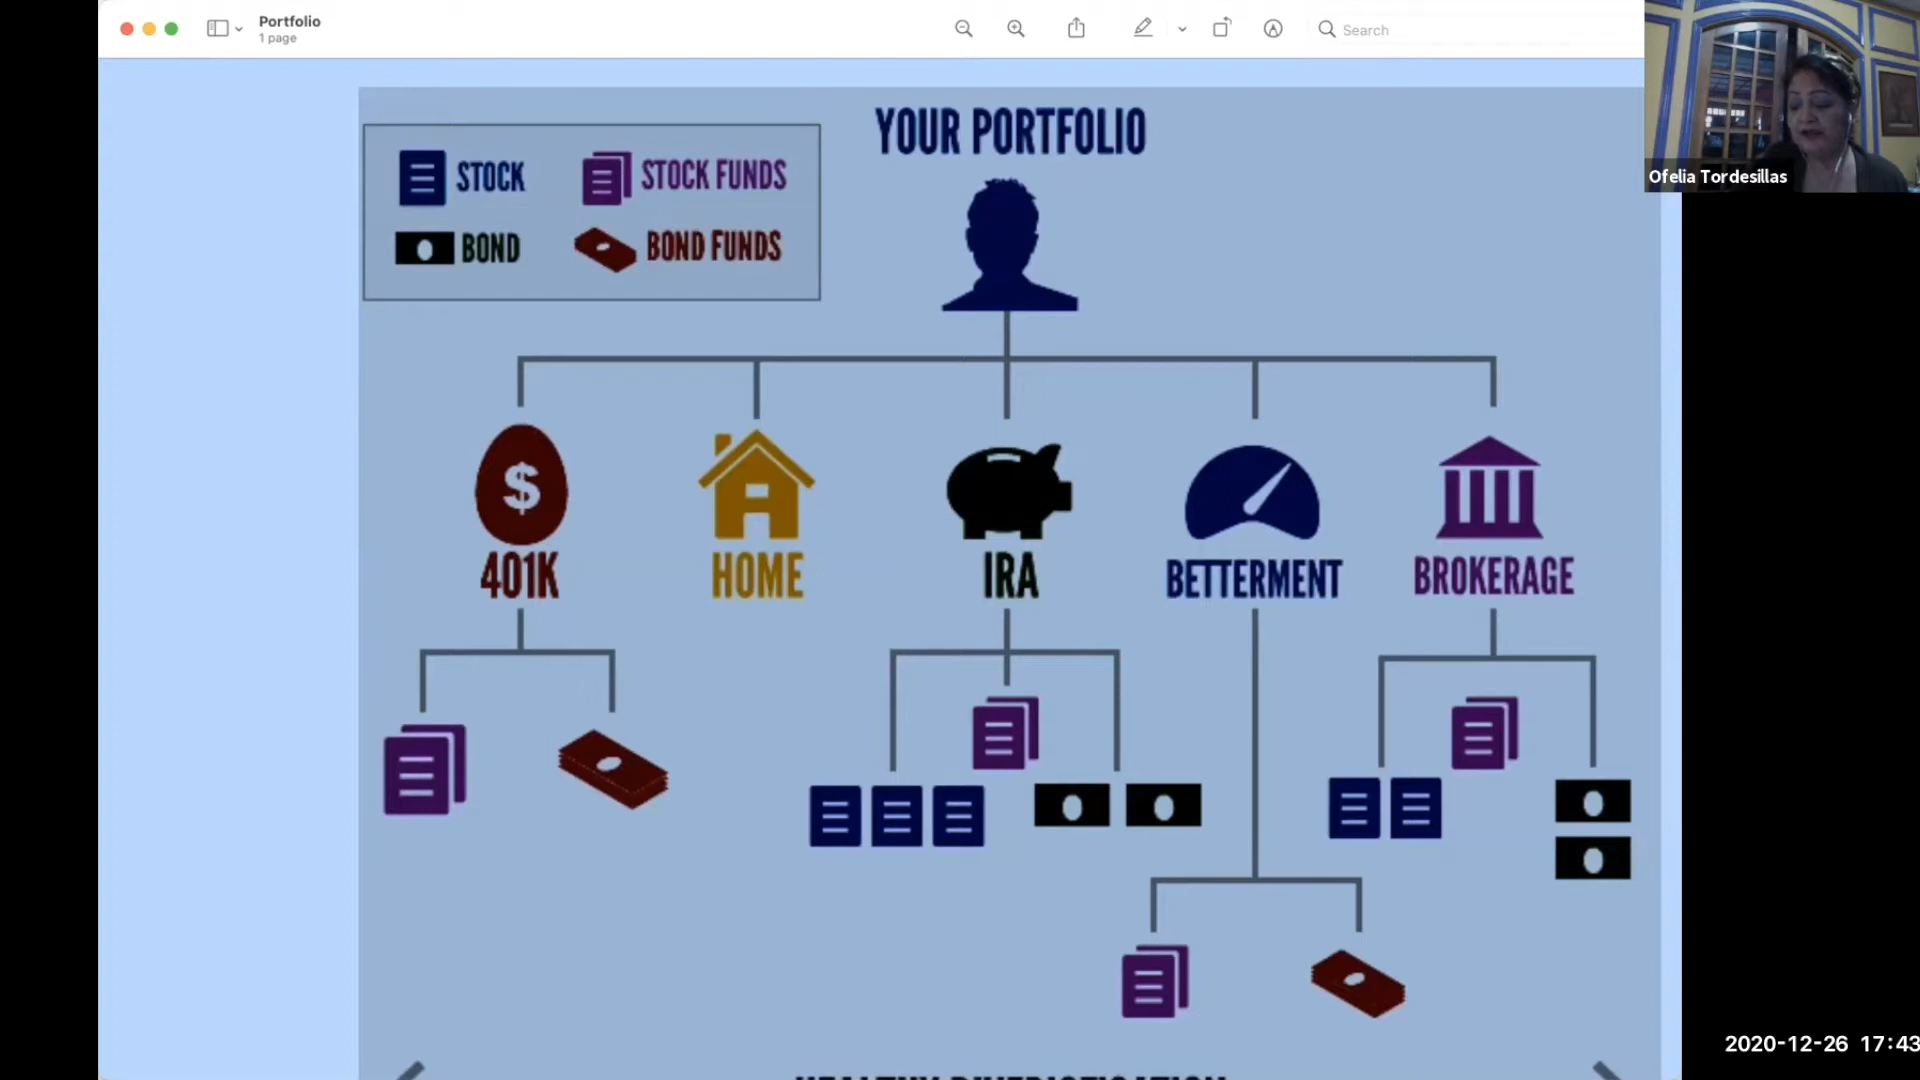 Portfolio
1 page
Search
Ofelia Tordesillas
YOUR PORTFOLIO
STOCK
STOCK FUNDS
BOND
BOND FUNDS
$
401K
HOME
IRA
BETTERMENT
BROKERAGE
2020-12-26 17:43